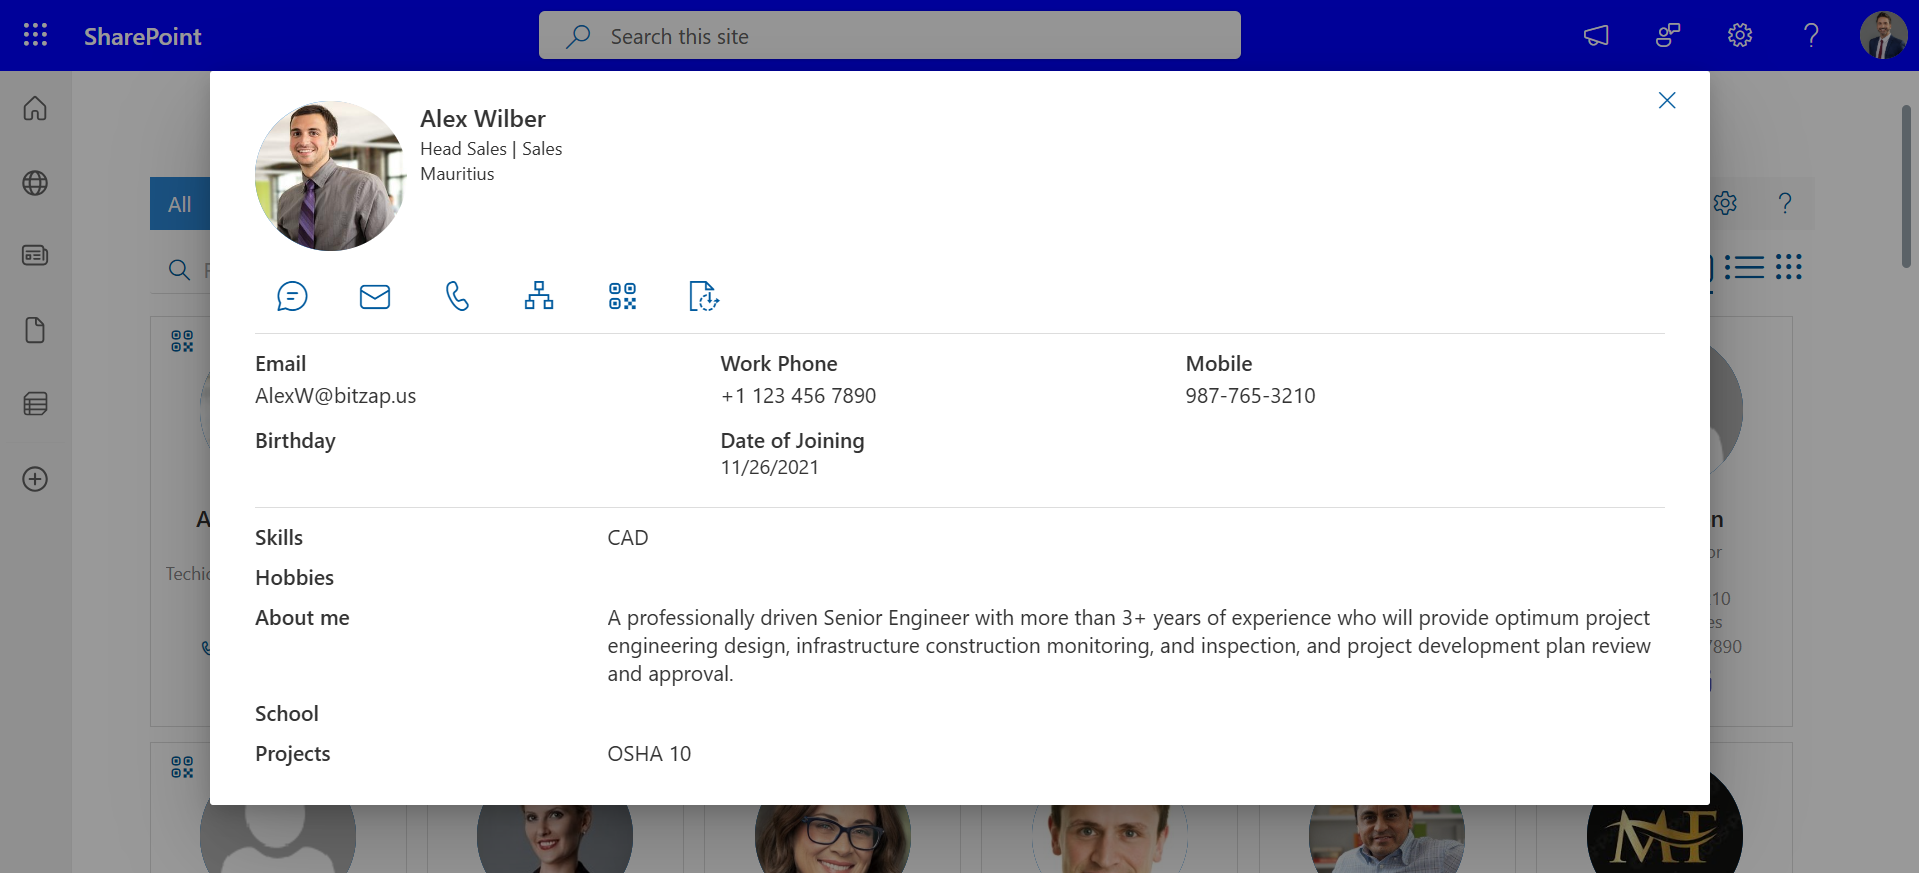 SharePoint
Search this site
Alex Wilber
Head Sales | Sales
Mauritius
All
Email
AlexW@bitzap.us
Work Phone
+1 123 456 7890
Mobile
987-765-3210
Birthday
Date of Joining
11/26/2021
Skills
CAD
Hobbies
About me
A professionally driven Senior Engineer with more than 3+ years of experience who will provide optimum project
engineering design, infrastructure construction monitoring, and inspection, and project development plan review
and approval.
School
Projects
OSHA 10
10
7890
MF